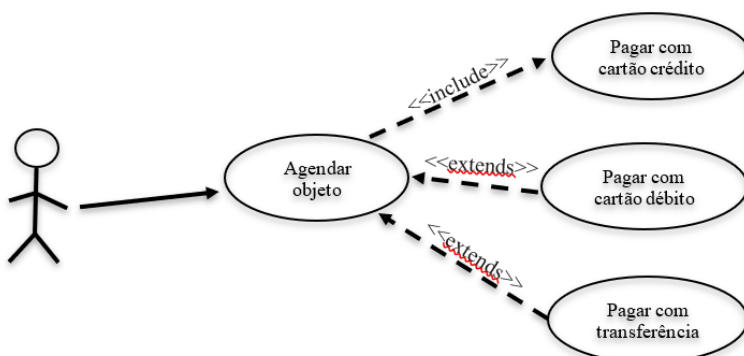 Pagar com
cartão crédito
<<include>>
Agendar
objeto
<<extends>>
Pagar com
cartão débito
<<extends>>
Pagar com
transferência